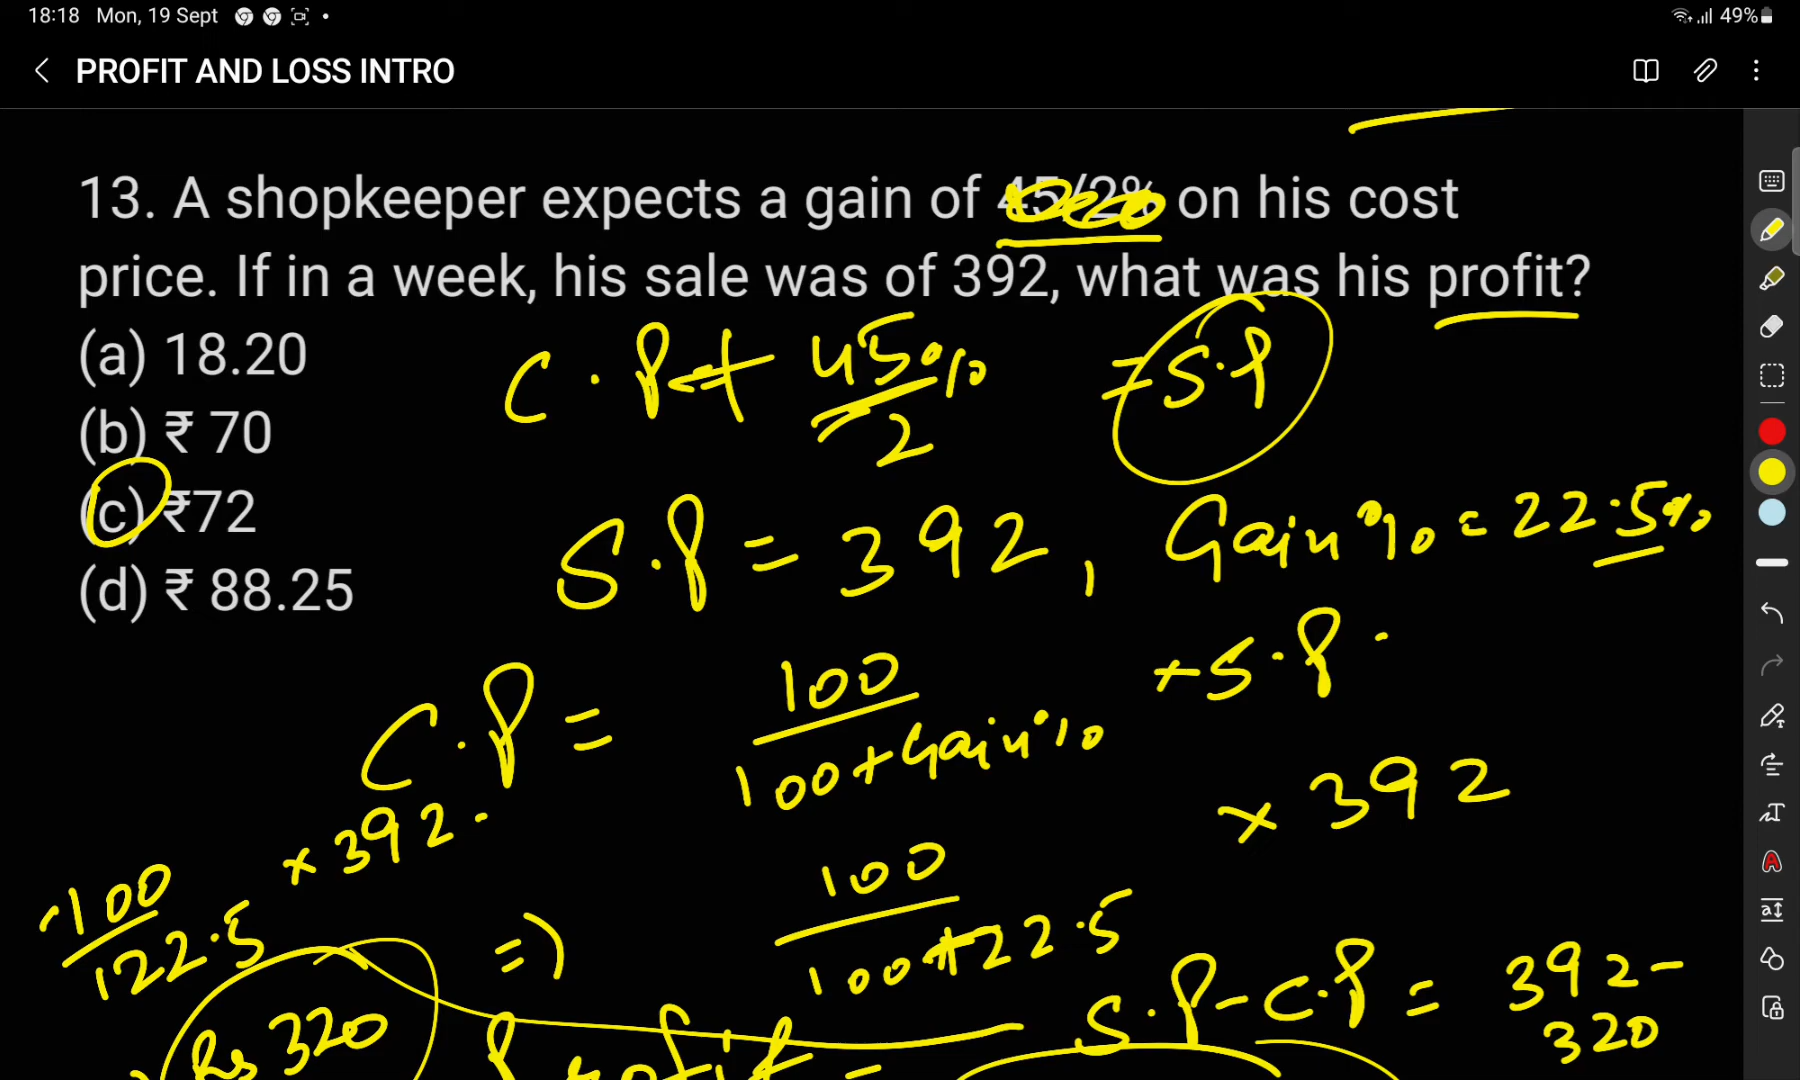 18:18 Mon, 19 Sept 49%
PROFIT AND LOSS INTRO
13. A shopkeeper expects a gain of 45/2% on his cost
price. If in a week, his sale was of 392, what was his profit?
(a) 18.20
(b) ₹ 70
(c) ₹72
(d) ₹ 88.25
C.P + 45/2 % = S.P
S.P = 392, Gain% = 22.5%
C.P = 100/100+Gain% × S.P.
× 392
100/100+22.5
100/122.5 × 392.
=)
Rs 320
Profit = S.P - C.P = 392 -
320